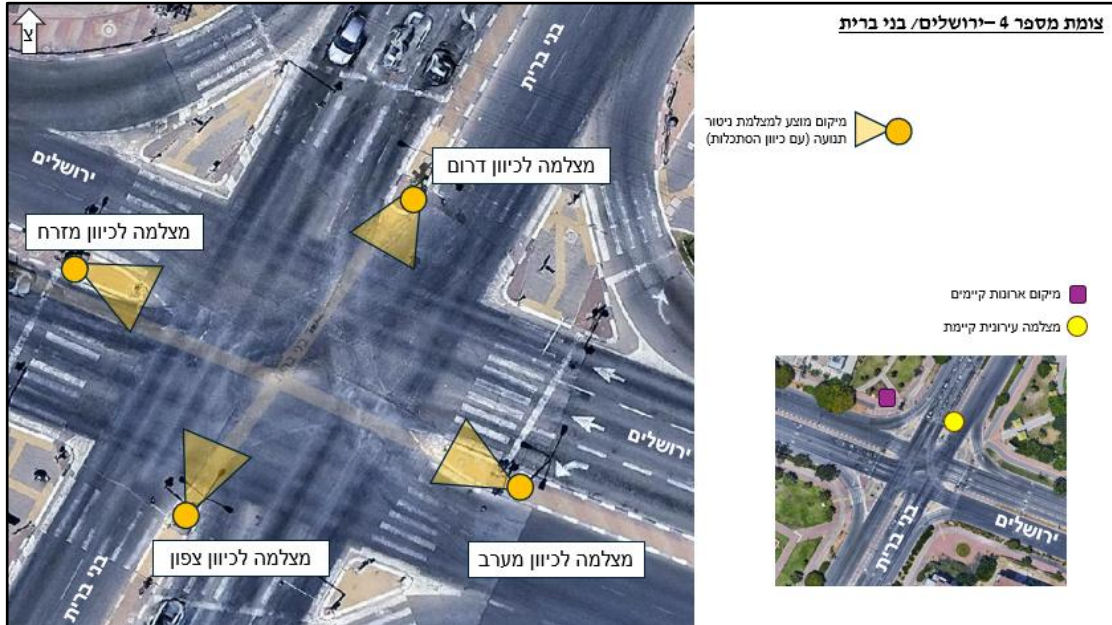 צומת מספר 4 –ירושלים/ בני ברית
מיקום מוצע למצלמת ניטור
תנועה (עם כיוון הסתכלות)
מיקום ארונות קיימים
מצלמה עירונית קיימת
ירושלים
בני ברית
צ
בני ברית
ירושלים
מצלמה לכיוון דרום
מצלמה לכיוון מזרח
בני ברית
ירושלים
מצלמה לכיוון מערב
מצלמה לכיוון צפון
בני ברית